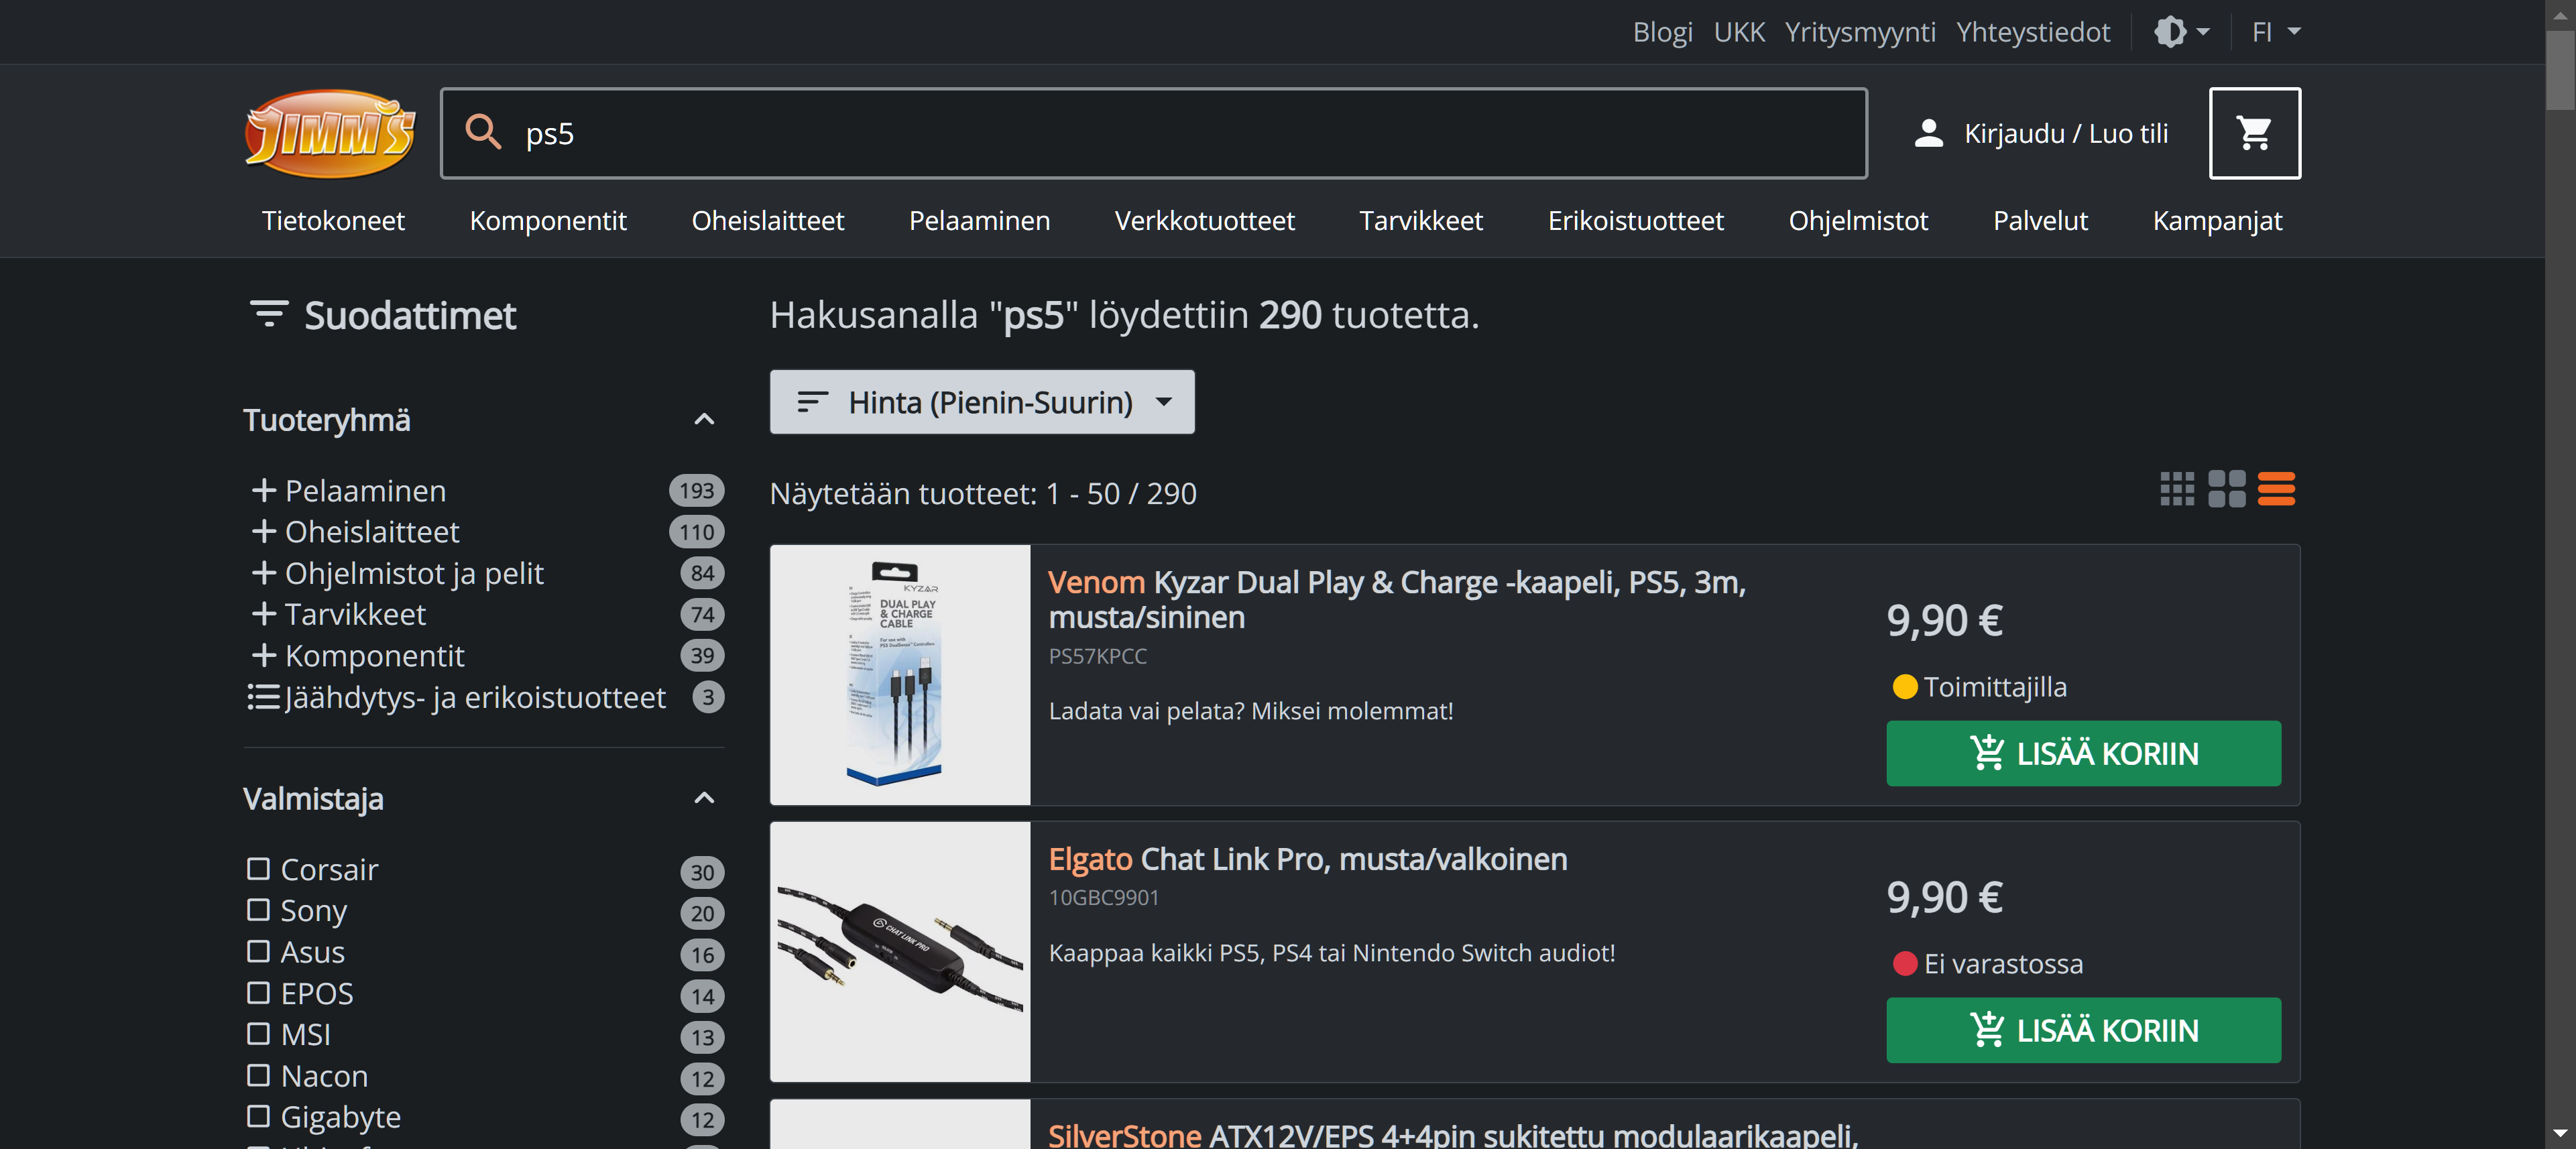 Blogi UKK Yritysmyynti Yhteystiedot FI
JIMM'S
ps5
Kirjaudu / Luo tili
Tietokoneet Komponentit Oheislaitteet Pelaaminen Verkkotuotteet Tarvikkeet Erikoistuotteet Ohjelmistot Palvelut Kampanjat
Suodattimet
Tuoteryhmä
Pelaaminen 193
Oheislaitteet 110
Ohjelmistot ja pelit 84
Tarvikkeet 74
Komponentit 39
Jäähdytys- ja erikoistuotteet 3
Valmistaja
Corsair 30
Sony 20
Asus 16
EPOS 14
MSI 13
Nacon 12
Gigabyte 12
Hakusanalla "ps5" löydettiin 290 tuotetta.
Hinta (Pienin-Suurin)
Näytetään tuotteet: 1 - 50 / 290
KYZAR
DUAL PLAY
& CHARGE
CABLE
For use with
PS5 DualSense™ Controllers
Venom Kyzar Dual Play & Charge -kaapeli, PS5, 3m,
musta/sininen
PS57KPCC
Ladata vai pelata? Miksei molemmat!
9,90 €
Toimittajilla
LISÄÄ KORIIN
CHAT LINK PRO
Elgato Chat Link Pro, musta/valkoinen
10GBC9901
Kaappaa kaikki PS5, PS4 tai Nintendo Switch audiot!
9,90 €
Ei varastossa
LISÄÄ KORIIN
SilverStone ATX12V/EPS 4+4pin sukitettu modulaarikaapeli,